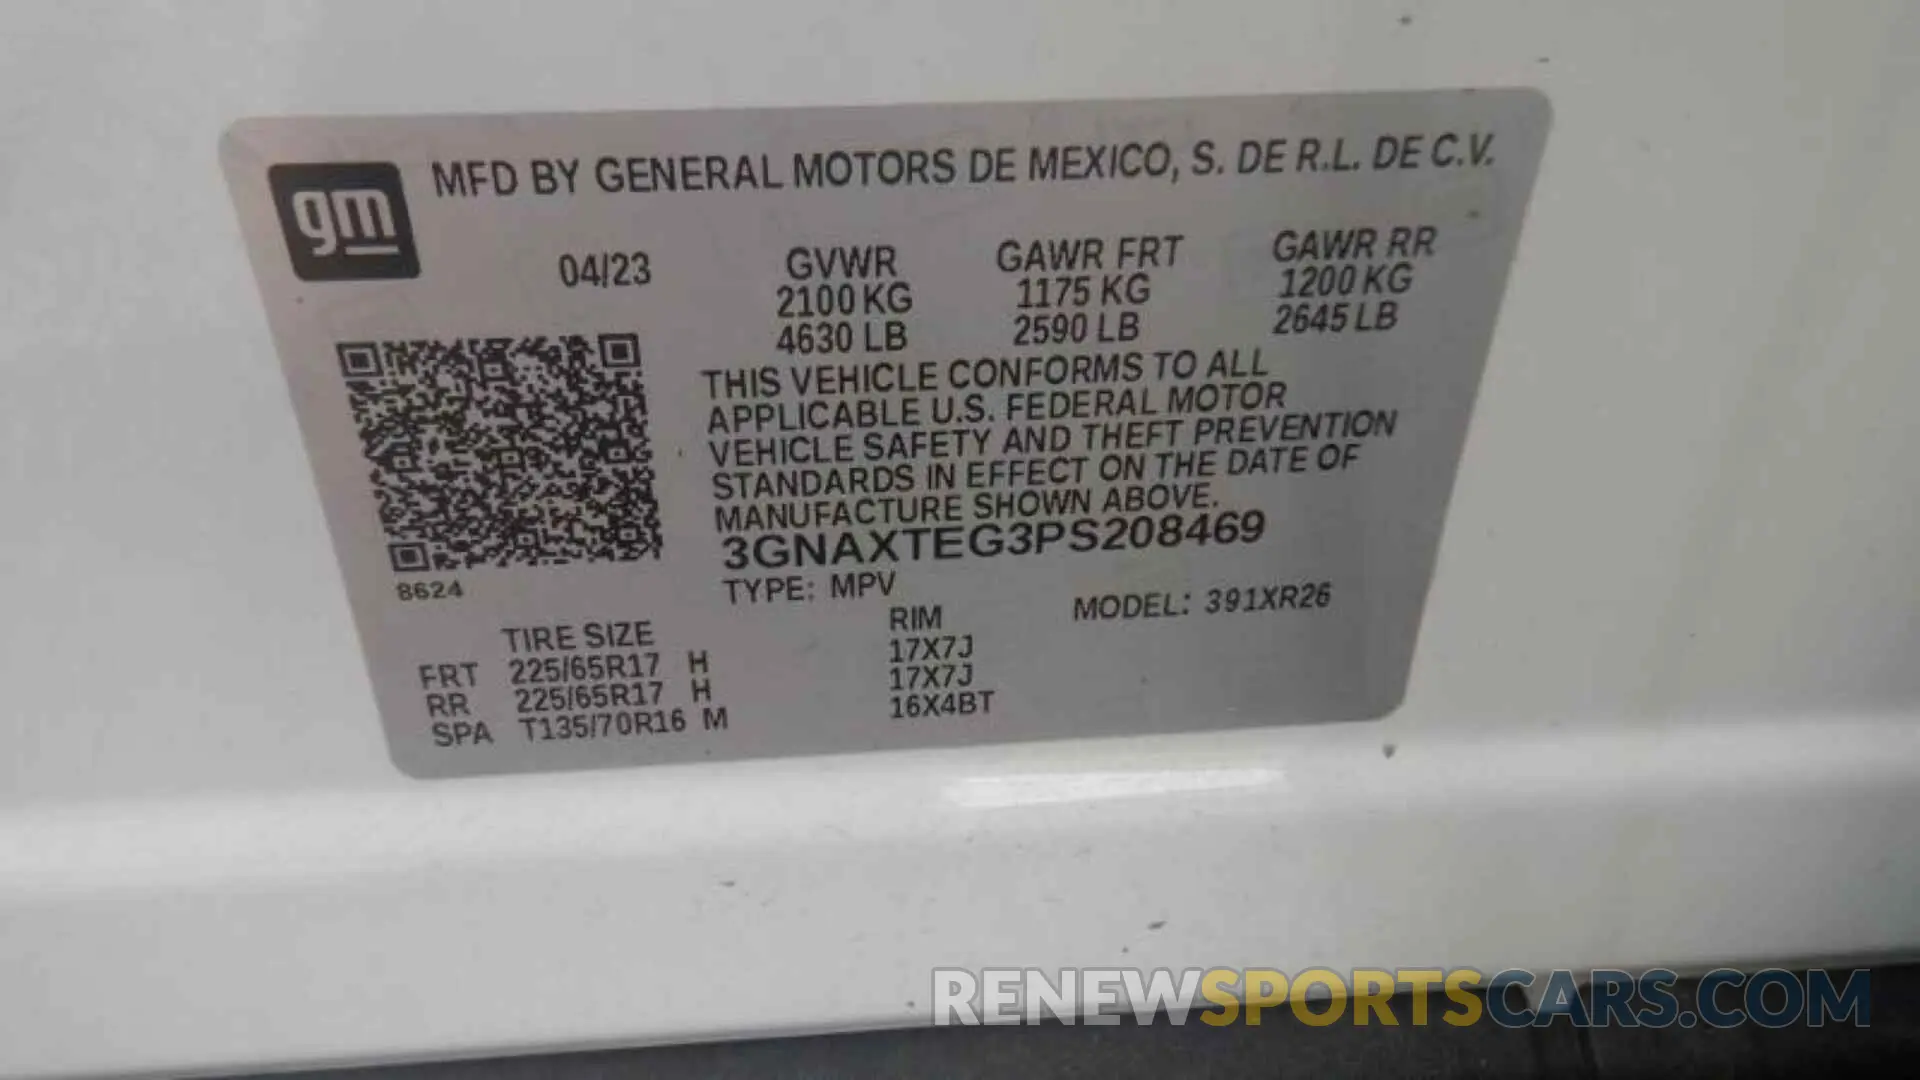 gm MFD BY GENERAL MOTORS DE MEXICO, S. DE R.L. DE C.V.
04/23 GVWR GAWR FRT GAWR RR
2100 KG 1175 KG 1200 KG
4630 LB 2590 LB 2645 LB
THIS VEHICLE CONFORMS TO ALL
APPLICABLE U.S. FEDERAL MOTOR
VEHICLE SAFETY AND THEFT PREVENTION
STANDARDS IN EFFECT ON THE DATE OF
MANUFACTURE SHOWN ABOVE.
3GNAXTEG3PS208469
8624 TYPE: MPV MODEL: 391XR26
TIRE SIZE RIM
FRT 225/65R17 H 17X7J
RR 225/65R17 H 17X7J
SPA T135/70R16 M 16X4BT
RENEWSPORTSCARS.COM